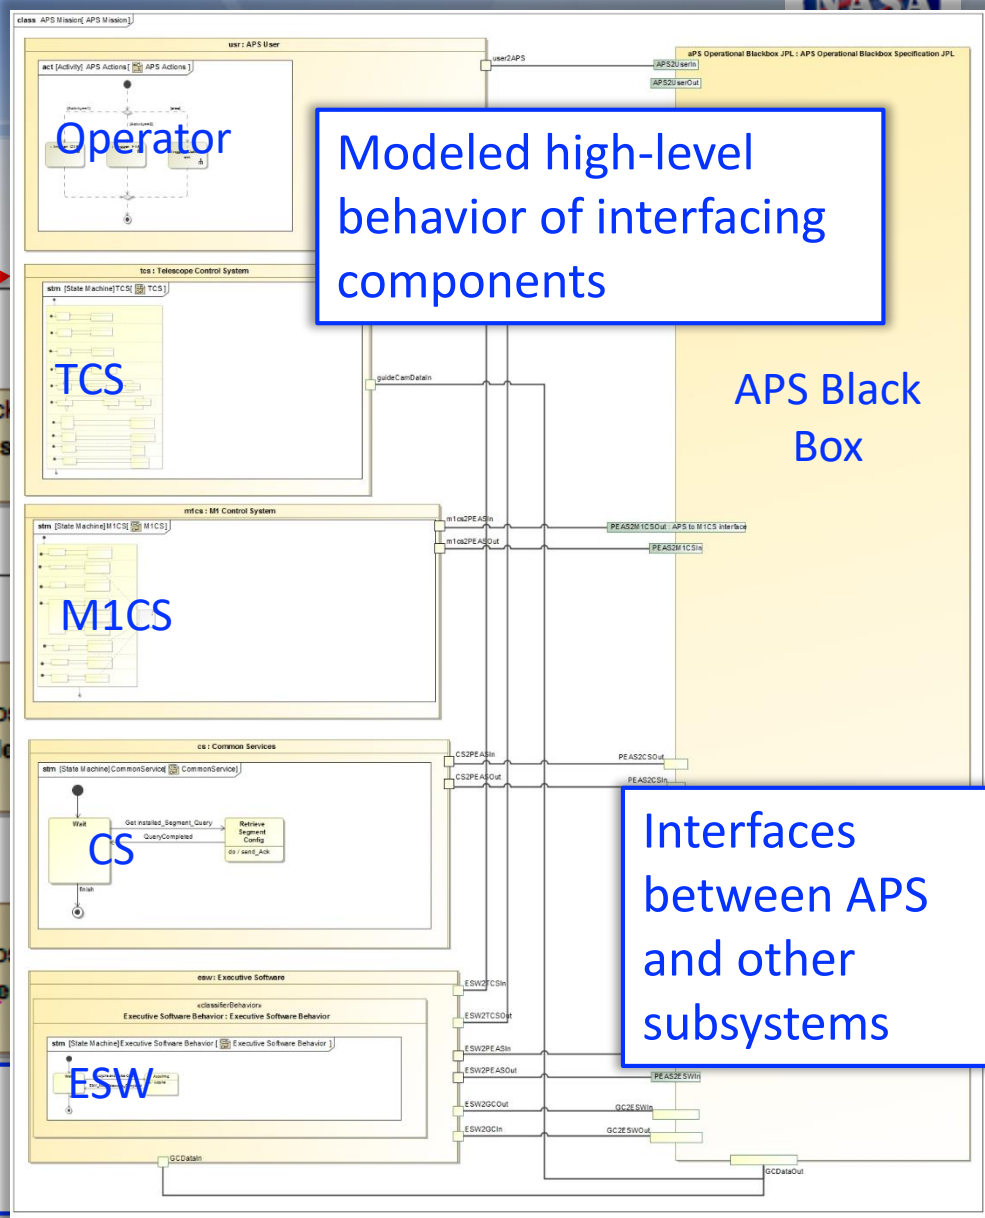 NASA
class APS Mission[ APS Mission]
usr : APS User
act [Activity] APS Actions [ APS Actions ]
Operator
user2APS
aPS Operational Blackbox JPL : APS Operational Blackbox Specification JPL
APS2UserIn
APS2UserOut
Modeled high-level
behavior of interfacing
components
tcs : Telescope Control System
stm [State Machine]TCS[ TCS]
TCS
guideCamDataIn
APS Black
Box
m1cs : M1 Control System
stm [State Machine]M1CS[ M1CS]
M1CS
m1cs2PEASIn
m1cs2PEASOut
PEAS2M1CSOut : APS to M1CS interface
PEAS2M1CSIn
cs : Common Services
stm [State Machine]CommonService[ CommonService]
Wait
Get installed_Segment_Query
QueryCompleted
Retrieve
Segment
Config
do / send_Ack
CS
finish
CS2PEASIn
CS2PEASOut
PEAS2CSOut
PEAS2CSIn
Interfaces
between APS
and other
subsystems
esw : Executive Software
«classifierBehavior»
Executive Software Behavior : Executive Software Behavior
stm [State Machine] Executive Software Behavior [ Executive Software Behavior ]
ESW
ESW2TCSIn
ESW2TCSOut
ESW2PEASIn
ESW2PEASOut
PEAS2ESWIn
ESW2GCOut
GC2ESWIn
ESW2GCIn
GC2ESWOut
GCDataIn
GCDataOut